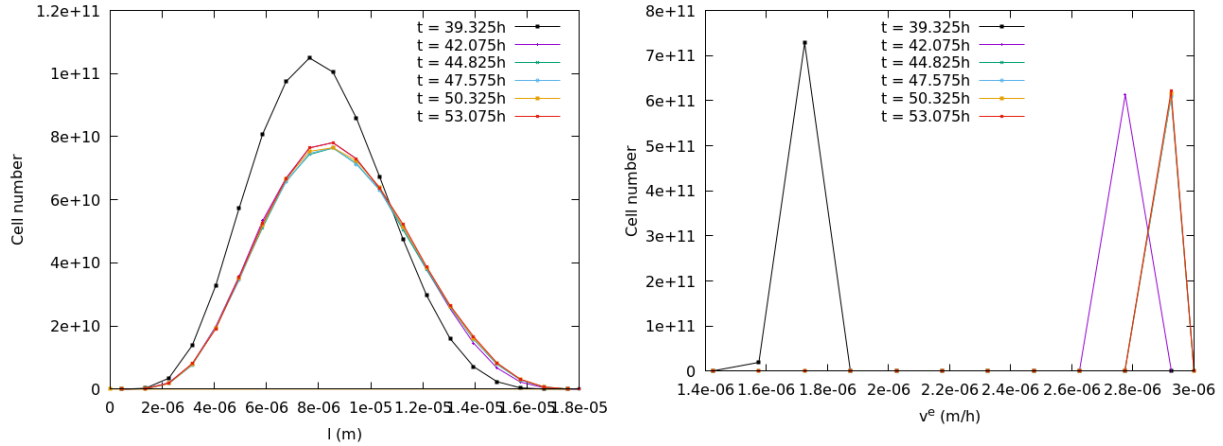 1.2e+11
1e+11
8e+10
6e+10
4e+10
2e+10
0
Cell number
t = 39.325h
t = 42.075h
t = 44.825h
t = 47.575h
t = 50.325h
t = 53.075h
0 2e-06 4e-06 6e-06 8e-06 1e-05 1.2e-05 1.4e-05 1.6e-05 1.8e-05
l (m)
8e+11
7e+11
6e+11
5e+11
4e+11
3e+11
2e+11
1e+11
0
Cell number
t = 39.325h
t = 42.075h
t = 44.825h
t = 47.575h
t = 50.325h
t = 53.075h
1.4e-06 1.6e-06 1.8e-06 2e-06 2.2e-06 2.4e-06 2.6e-06 2.8e-06 3e-06
vᵉ (m/h)